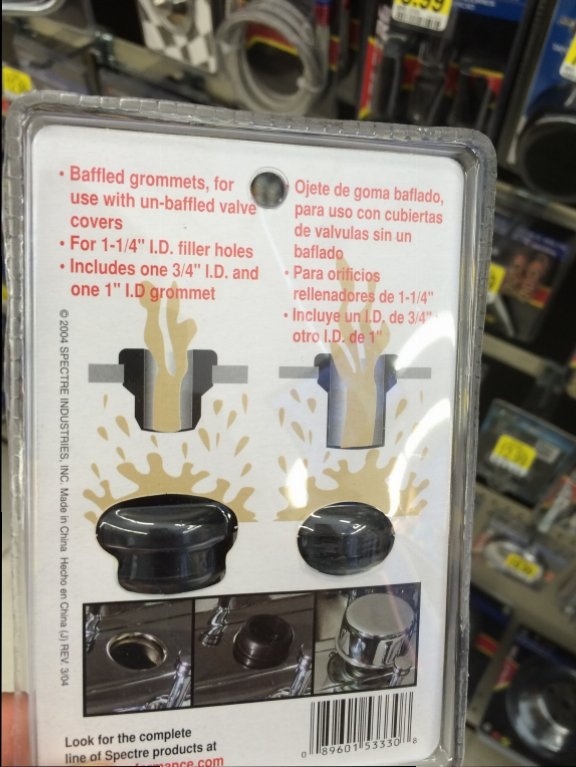 • Baffled grommets, for
use with un-baffled valve
covers
• For 1-1/4" I.D. filler holes
• Includes one 3/4" I.D. and
one 1" I.D grommet
Ojete de goma baflado,
para uso con cubiertas
de valvulas sin un
baflado
• Para orificios
rellenadores de 1-1/4"
• Incluye un I.D. de 3/4"
otro I.D. de 1"
© 2004 SPECTRE INDUSTRIES, INC. Made in China Hecho en China (J) REV. 3/04
Look for the complete
line of Spectre products at
mance.com
0 89601 53330 8